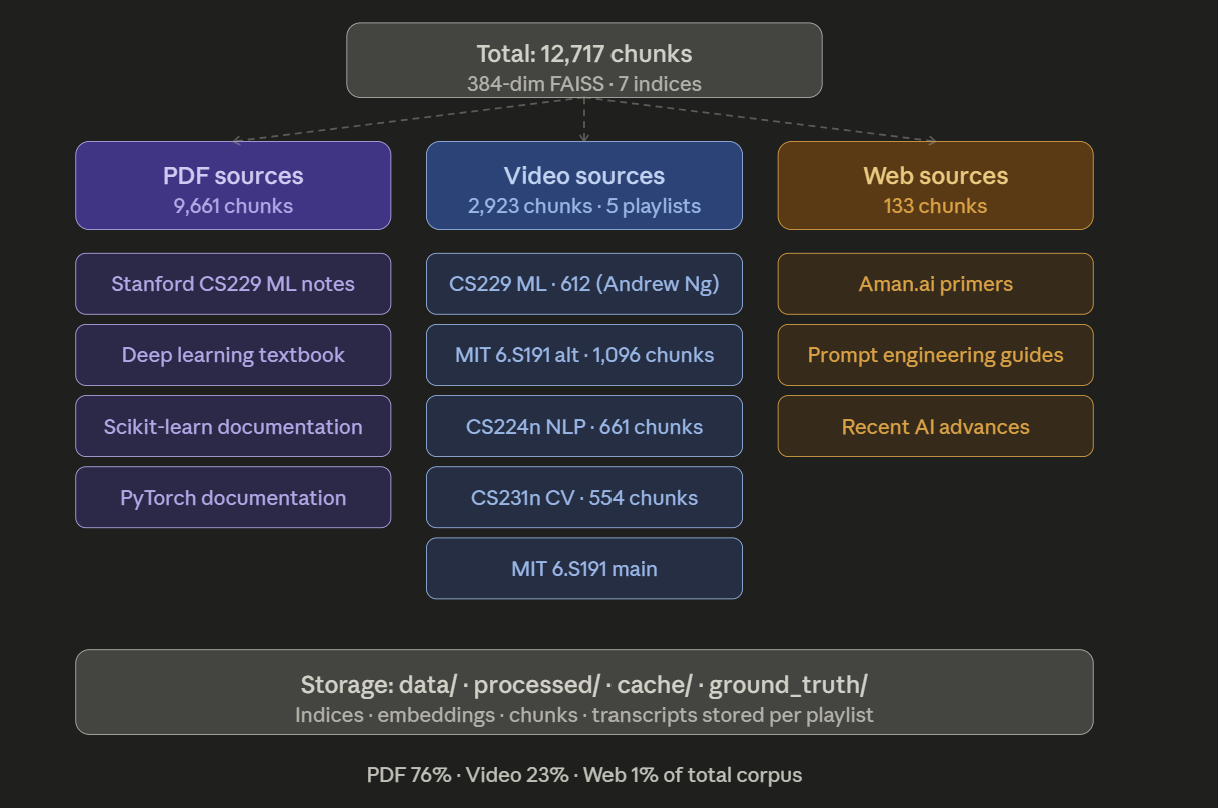 Total: 12,717 chunks
384-dim FAISS · 7 indices
PDF sources
9,661 chunks
Stanford CS229 ML notes
Deep learning textbook
Scikit-learn documentation
PyTorch documentation
Video sources
2,923 chunks · 5 playlists
CS229 ML · 612 (Andrew Ng)
MIT 6.S191 alt · 1,096 chunks
CS224n NLP · 661 chunks
CS231n CV · 554 chunks
MIT 6.S191 main
Web sources
133 chunks
Aman.ai primers
Prompt engineering guides
Recent AI advances
Storage: data/ · processed/ · cache/ · ground_truth/
Indices · embeddings · chunks · transcripts stored per playlist
PDF 76% · Video 23% · Web 1% of total corpus